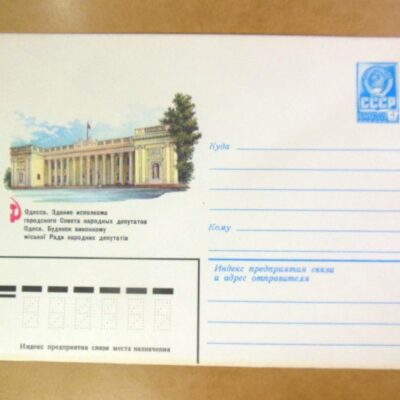 СССР
Куда
Одесса. Здание исполкома
городского Совета народных депутатов
Одеса. Будинок виконкому
міської Ради народних депутатів
Кому
Индекс предприятия связи
и адрес отправителя
Индекс предприятия связи места назначения